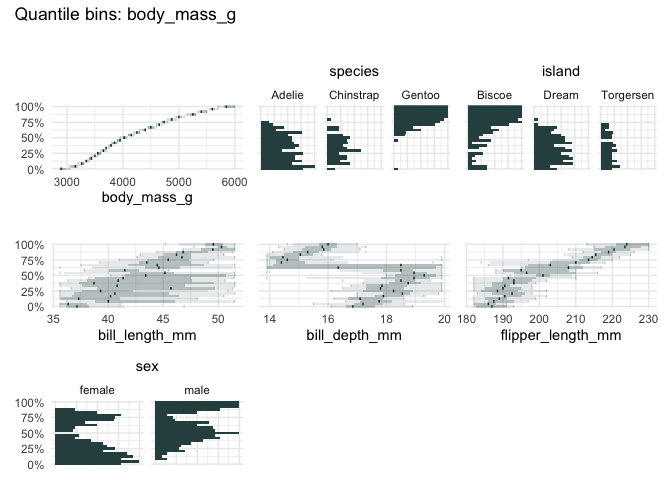 Quantile bins: body_mass_g
species island
Adelie Chinstrap Gentoo Biscoe Dream Torgersen
100%
75%
50%
25%
0%
3000 4000 5000 6000
body_mass_g
100%
75%
50%
25%
0%
35 40 45 50 14 16 18 20 180 190 200 210 220 230
bill_length_mm bill_depth_mm flipper_length_mm
sex
female male
100%
75%
50%
25%
0%